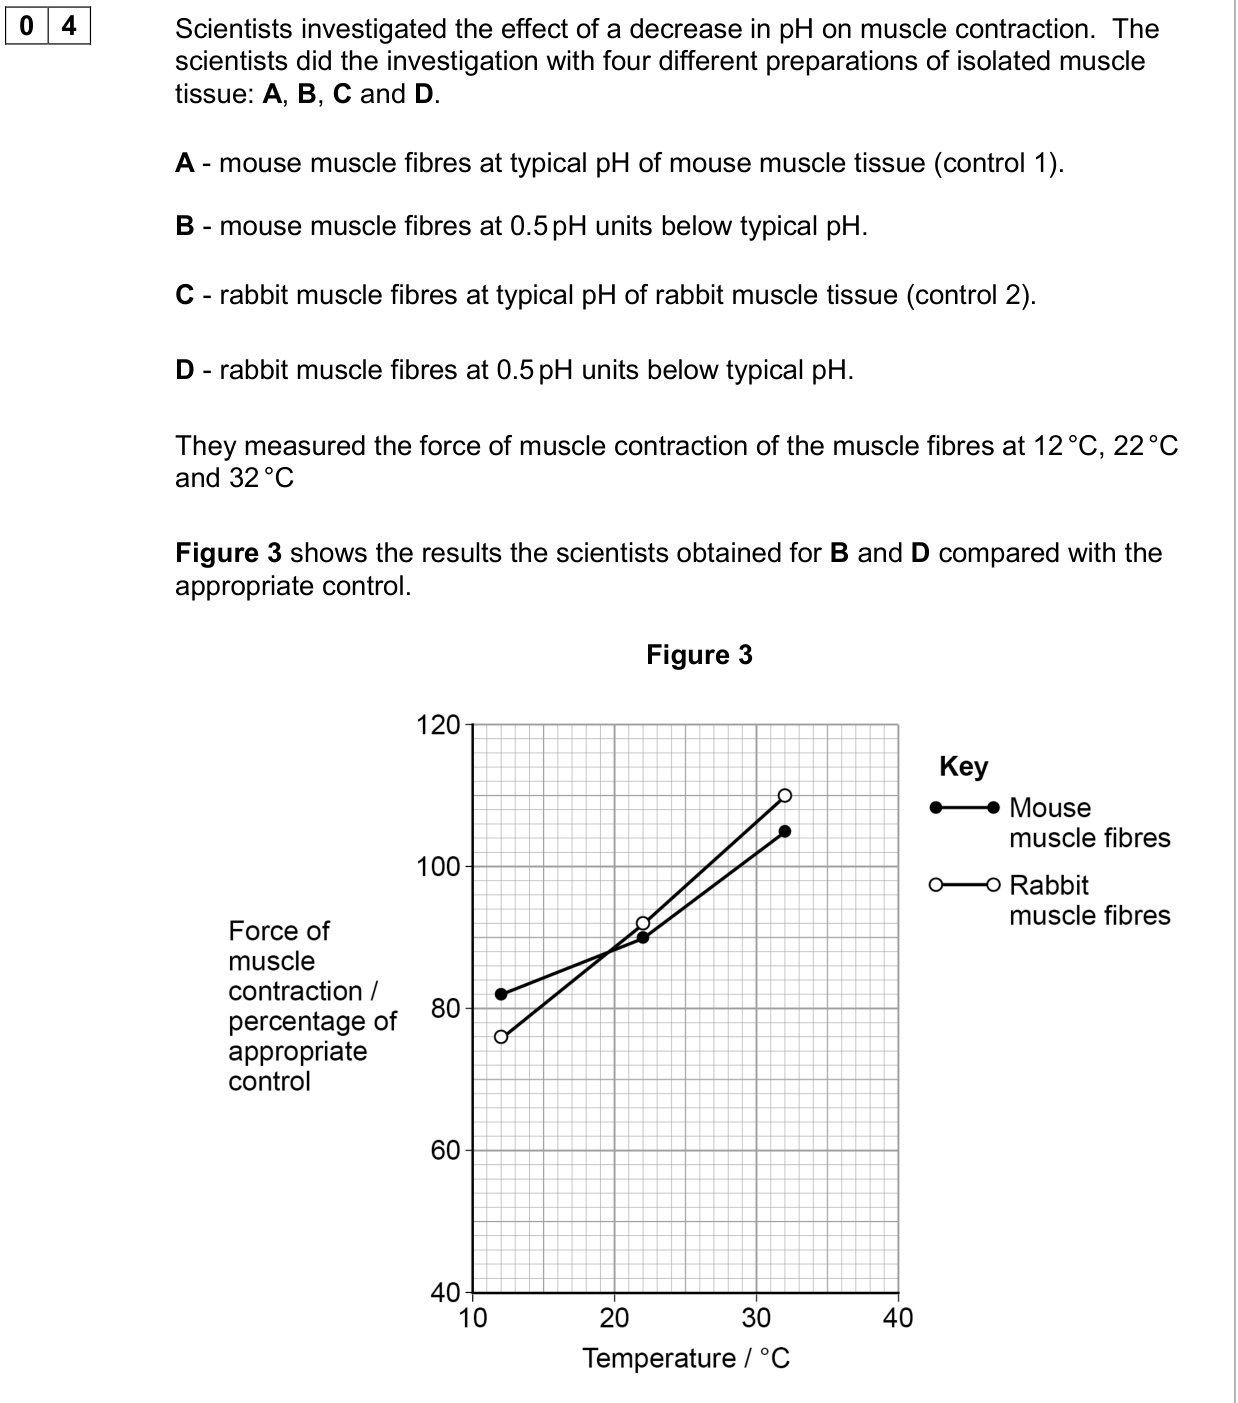 0 4
Scientists investigated the effect of a decrease in pH on muscle contraction. The
scientists did the investigation with four different preparations of isolated muscle
tissue: A, B, C and D.
A - mouse muscle fibres at typical pH of mouse muscle tissue (control 1).
B - mouse muscle fibres at 0.5 pH units below typical pH.
C - rabbit muscle fibres at typical pH of rabbit muscle tissue (control 2).
D - rabbit muscle fibres at 0.5 pH units below typical pH.
They measured the force of muscle contraction of the muscle fibres at 12 °C, 22 °C
and 32 °C
Figure 3 shows the results the scientists obtained for B and D compared with the
appropriate control.
Figure 3
120
100
80
60
40
Force of
muscle
contraction /
percentage of
appropriate
control
10 20 30 40
Temperature / °C
Key
Mouse
muscle fibres
Rabbit
muscle fibres